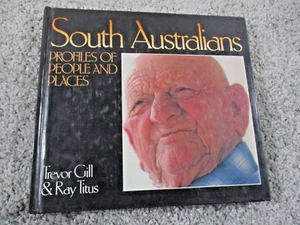 South Australians
PROFILES OF
PEOPLE AND
PLACES
Trevor Gill
& Ray Titus